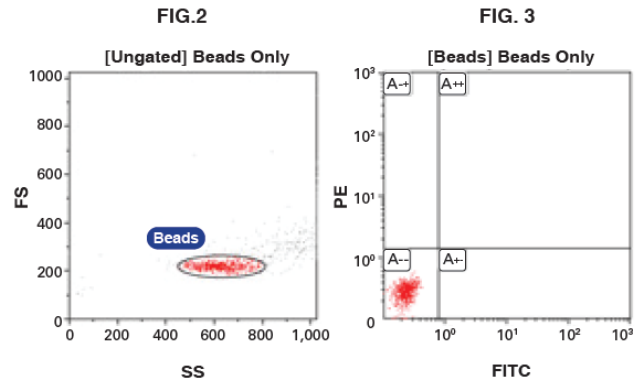 FIG.2
[Ungated] Beads Only
1000
800
600
400
200
0
FS
Beads
0 200 400 600 800 1,000
SS
FIG. 3
[Beads] Beads Only
10³
10²
10¹
10⁰
0
PE
A-+ A++
A-- A+-
10⁰ 10¹ 10² 10³
FITC